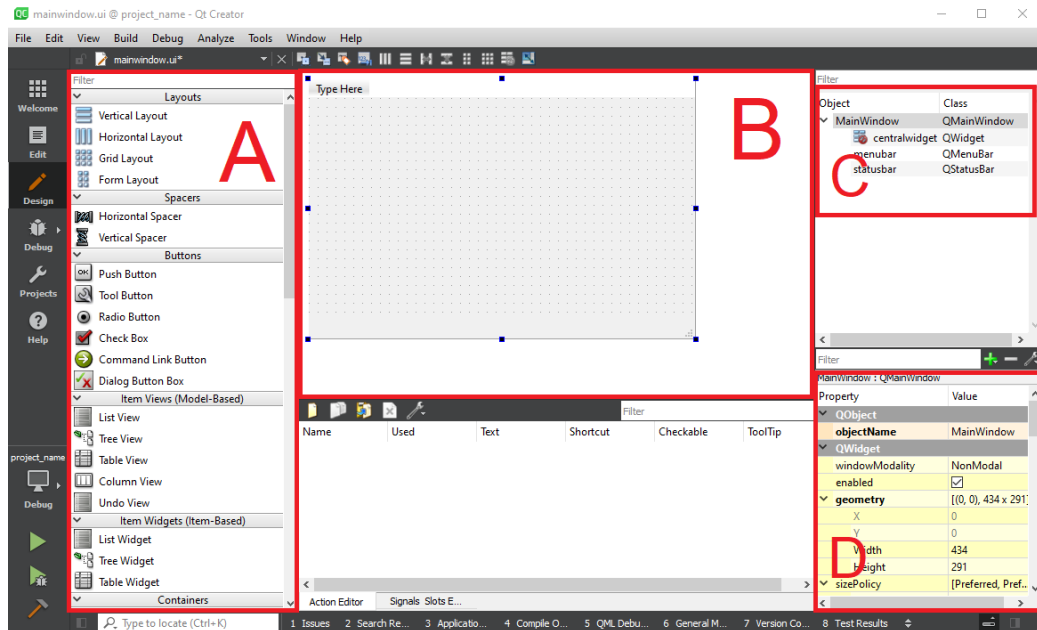 QC mainwindow.ui @ project_name - Qt Creator
File Edit View Build Debug Analyze Tools Window Help
mainwindow.ui*
Welcome
Edit
Design
Debug
Projects
Help
project_name
Debug
Filter
Layouts
Vertical Layout
Horizontal Layout
Grid Layout
Form Layout
Spacers
Horizontal Spacer
Vertical Spacer
Buttons
OK Push Button
Tool Button
Radio Button
Check Box
Command Link Button
Dialog Button Box
Item Views (Model-Based)
List View
Tree View
Table View
Column View
Undo View
Item Widgets (Item-Based)
List Widget
Tree Widget
Table Widget
Containers
A
Type Here
B
Filter
Name Used Text Shortcut Checkable ToolTip
Action Editor Signals Slots E...
Filter
Object Class
MainWindow QMainWindow
centralwidget QWidget
menubar QMenuBar
statusbar QStatusBar
C
Filter
MainWindow : QMainWindow
Property Value
QObject
objectName MainWindow
QWidget
windowModality NonModal
enabled
geometry [(0, 0), 434 x 291]
X 0
Y 0
Width 434
Height 291
sizePolicy [Preferred, Pref...
D
Type to locate (Ctrl+K) 1 Issues 2 Search Re... 3 Applicatio... 4 Compile O... 5 QML Debu... 6 General M... 7 Version Co... 8 Test Results